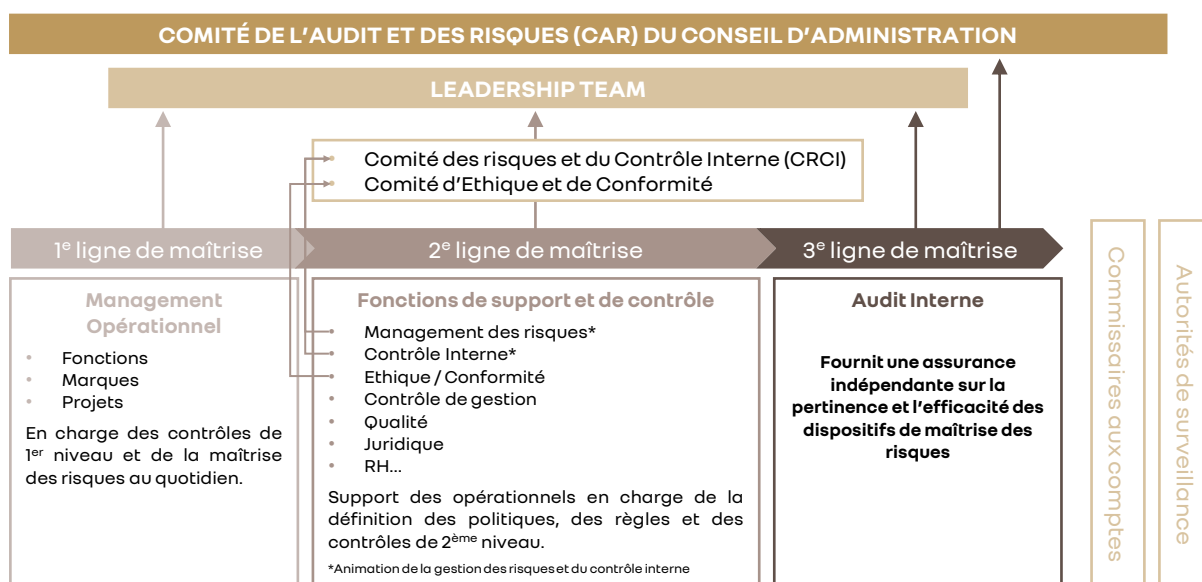 COMITÉ DE L'AUDIT ET DES RISQUES (CAR) DU CONSEIL D'ADMINISTRATION
LEADERSHIP TEAM
• Comité des risques et du Contrôle Interne (CRCI)
• Comité d'Ethique et de Conformité
1e ligne de maîtrise
2e ligne de maîtrise
3e ligne de maîtrise
Management
Opérationnel
• Fonctions
• Marques
• Projets
En charge des contrôles de
1er niveau et de la maîtrise
des risques au quotidien.
Fonctions de support et de contrôle
• Management des risques*
• Contrôle Interne*
• Ethique / Conformité
• Contrôle de gestion
• Qualité
• Juridique
• RH...
Support des opérationnels en charge de la
définition des politiques, des règles et des
contrôles de 2ème niveau.
*Animation de la gestion des risques et du contrôle interne
Audit Interne
Fournit une assurance
indépendante sur la
pertinence et l'efficacité des
dispositifs de maîtrise des
risques
Commissaires aux comptes
Autorités de surveillance